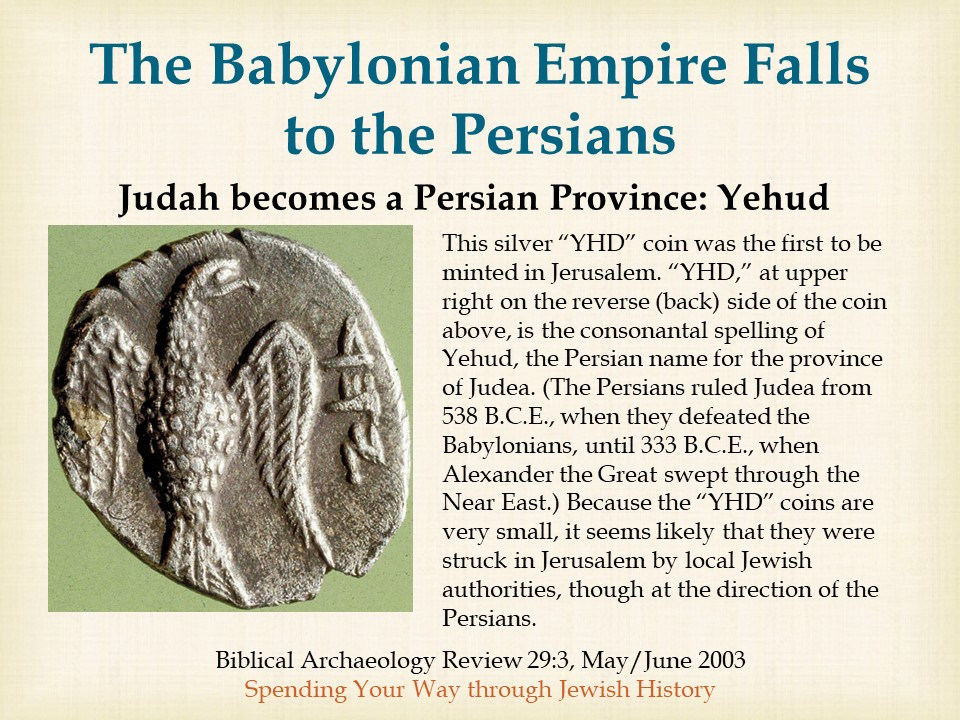 The Babylonian Empire Falls
to the Persians
Judah becomes a Persian Province: Yehud
This silver “YHD” coin was the first to be
minted in Jerusalem. “YHD,” at upper
right on the reverse (back) side of the coin
above, is the consonantal spelling of
Yehud, the Persian name for the province
of Judea. (The Persians ruled Judea from
538 B.C.E., when they defeated the
Babylonians, until 333 B.C.E., when
Alexander the Great swept through the
Near East.) Because the “YHD” coins are
very small, it seems likely that they were
struck in Jerusalem by local Jewish
authorities, though at the direction of the
Persians.
Biblical Archaeology Review 29:3, May/June 2003
Spending Your Way through Jewish History